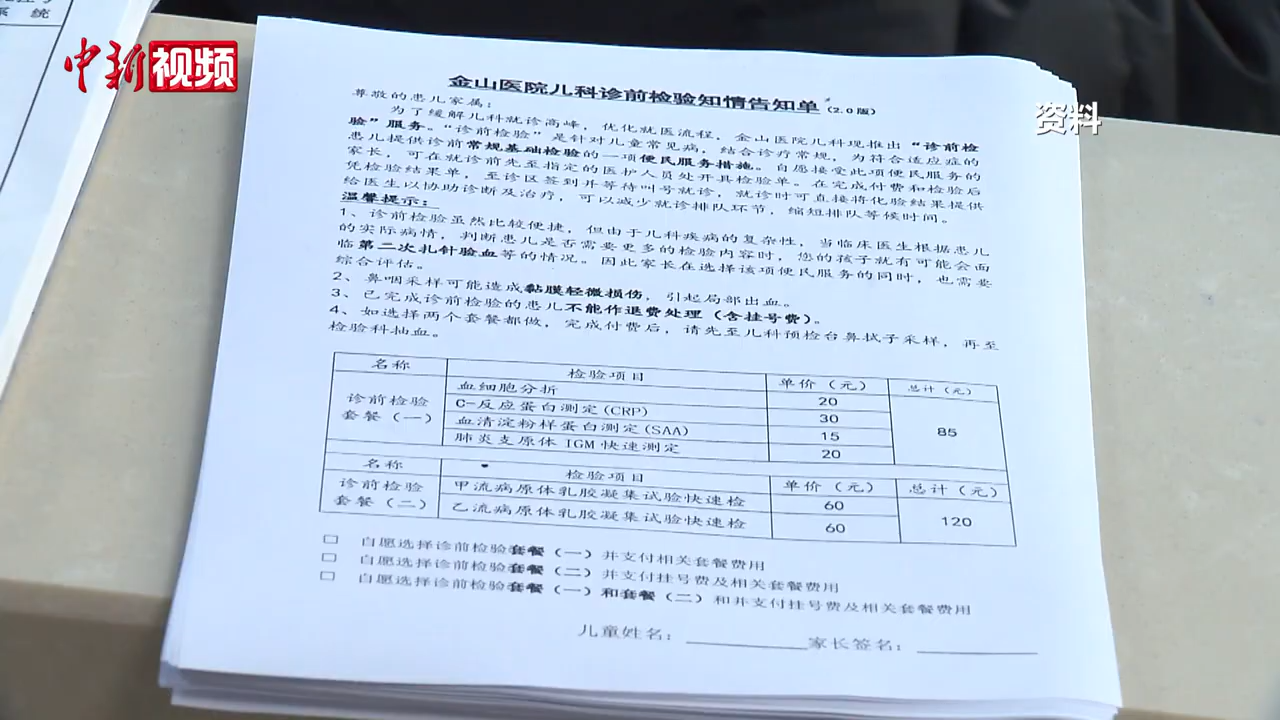 系 统
中新视频
资料
金山医院儿科诊前检验知情告知单（2.0版）
尊敬的患儿家属：
为了缓解儿科就诊高峰，优化就医流程，金山医院儿科现推出“诊前检
验”服务。“诊前检验”是针对儿童常见病，结合诊疗常规，为符合适应症的
患儿提供诊前常规基础检验的一项便民服务措施。自愿接受此项便民服务的
家长，可在就诊前先至指定的医护人员处开具检验单。在完成付费和检验后
凭检验结果单，至诊区签到并等待叫号就诊，就诊时可直接将化验结果提供
给医生以协助诊断及治疗，可以减少就诊排队环节，缩短排队等候时间。
温馨提示：
1、诊前检验虽然比较便捷，但由于儿科疾病的复杂性，当临床医生根据患儿
的实际病情，判断患儿是否需要更多的检验内容时，您的孩子就有可能会面
临第二次扎针验血等的情况。因此家长在选择该项便民服务的同时，也需要
综合评估。
2、鼻咽采样可能造成黏膜轻微损伤，引起局部出血。
3、已完成诊前检验的患儿不能作退费处理（含挂号费）。
4、如选择两个套餐都做，完成付费后，请先至儿科预检台鼻拭子采样，再至
检验科抽血。
名称 检验项目 单价（元） 总计（元）
诊前检验套餐（一） 血细胞分折 20 85
C-反应蛋白测定(CRP) 30
血清淀粉样蛋白测定(SAA) 15
肺炎支原体 IGM 快速测定 20
名称 检验项目 单价（元） 总计（元）
诊前检验套餐（二） 甲流病原体乳胶凝集试验快速检 60 120
乙流病原体乳胶凝集试验快速检 60
□ 自愿选择诊前检验套餐（一）并支付相关套餐费用
□ 自愿选择诊前检验套餐（二）并支付挂号费及相关套餐费用
□ 自愿选择诊前检验套餐（一）和套餐（二）和并支付挂号费及相关套餐费用
儿童姓名：__________家长签名：__________